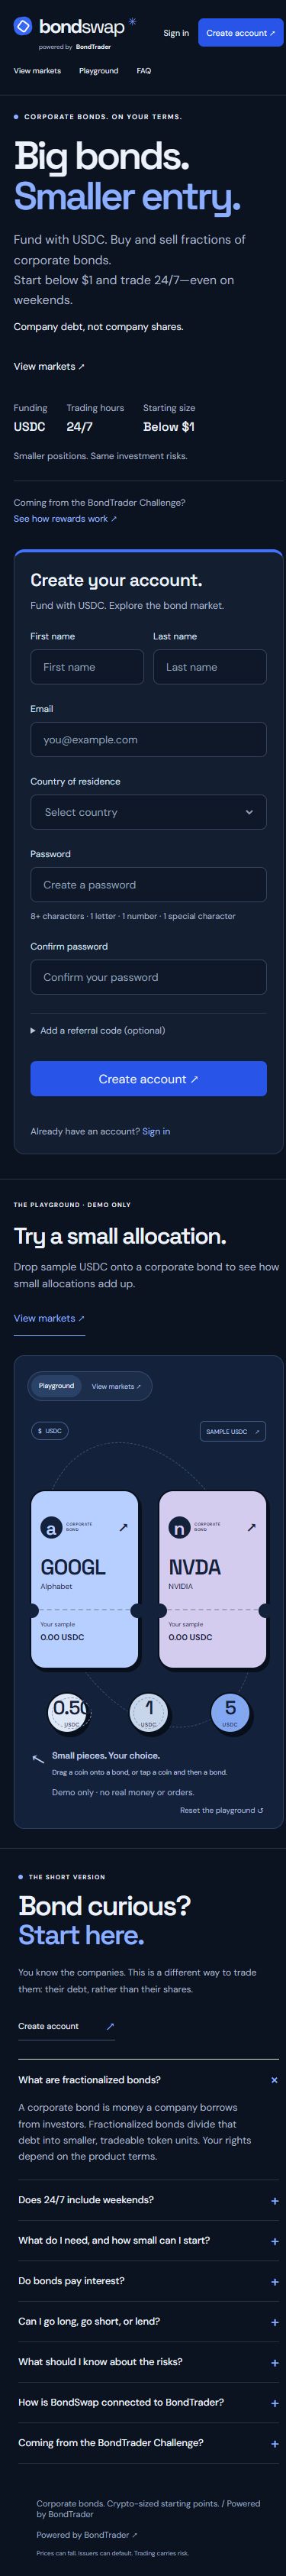 bondswap
powered by BondTrader
Sign in
Create account ↗
View markets
Playground
FAQ
CORPORATE BONDS. ON YOUR TERMS.
Big bonds.
Smaller entry.
Fund with USDC. Buy and sell fractions of
corporate bonds.
Start below $1 and trade 24/7—even on
weekends.
Company debt, not company shares.
View markets ↗
Funding
USDC
Trading hours
24/7
Starting size
Below $1
Smaller positions. Same investment risks.
Coming from the BondTrader Challenge?
See how rewards work ↗
Create your account.
Fund with USDC. Explore the bond market.
First name
Last name
First name
Last name
Email
you@example.com
Country of residence
Select country
Password
Create a password
8+ characters · 1 letter · 1 number · 1 special character
Confirm password
Confirm your password
▶ Add a referral code (optional)
Create account ↗
Already have an account? Sign in
THE PLAYGROUND · DEMO ONLY
Try a small allocation.
Drop sample USDC onto a corporate bond to see how
small allocations add up.
View markets ↗
Playground
View markets ↗
$ USDC
SAMPLE USDC ↗
a
CORPORATE
BOND
↗
GOOGL
Alphabet
Your sample
0.00 USDC
n
CORPORATE
BOND
↗
NVDA
NVIDIA
Your sample
0.00 USDC
0.50
USDC
1
USDC
5
USDC
Small pieces. Your choice.
Drag a coin onto a bond, or tap a coin and then a bond.
Demo only · no real money or orders.
Reset the playground ↺
THE SHORT VERSION
Bond curious?
Start here.
You know the companies. This is a different way to trade
them: their debt, rather than their shares.
Create account ↗
What are fractionalized bonds? ×
A corporate bond is money a company borrows
from investors. Fractionalized bonds divide that
debt into smaller, tradeable token units. Your rights
depend on the product terms.
Does 24/7 include weekends? +
What do I need, and how small can I start? +
Do bonds pay interest? +
Can I go long, go short, or lend? +
What should I know about the risks? +
How is BondSwap connected to BondTrader? +
Coming from the BondTrader Challenge? +
Corporate bonds. Crypto-sized starting points. / Powered
by BondTrader
Powered by BondTrader ↗
Prices can fall. Issuers can default. Trading carries risk.